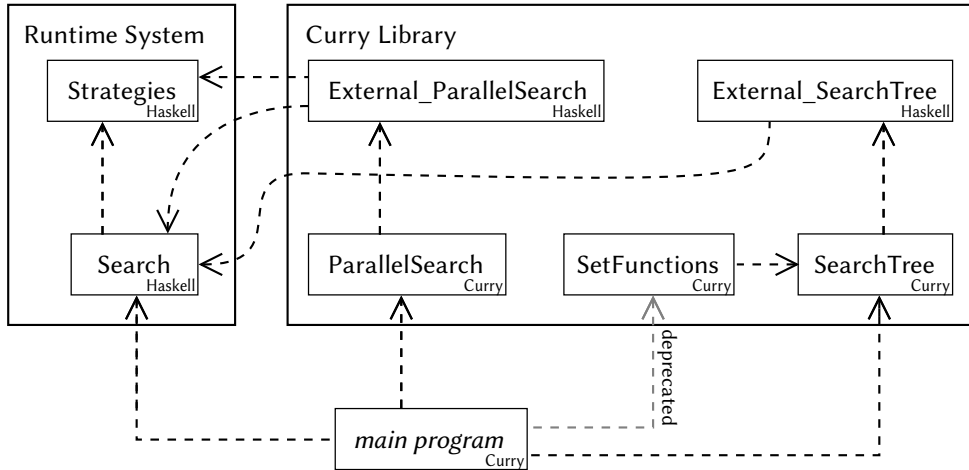 Runtime System
Curry Library
Strategies
Haskell
External_ParallelSearch
Haskell
External_SearchTree
Haskell
Search
Haskell
ParallelSearch
Curry
SetFunctions
Curry
SearchTree
Curry
deprecated
main program
Curry